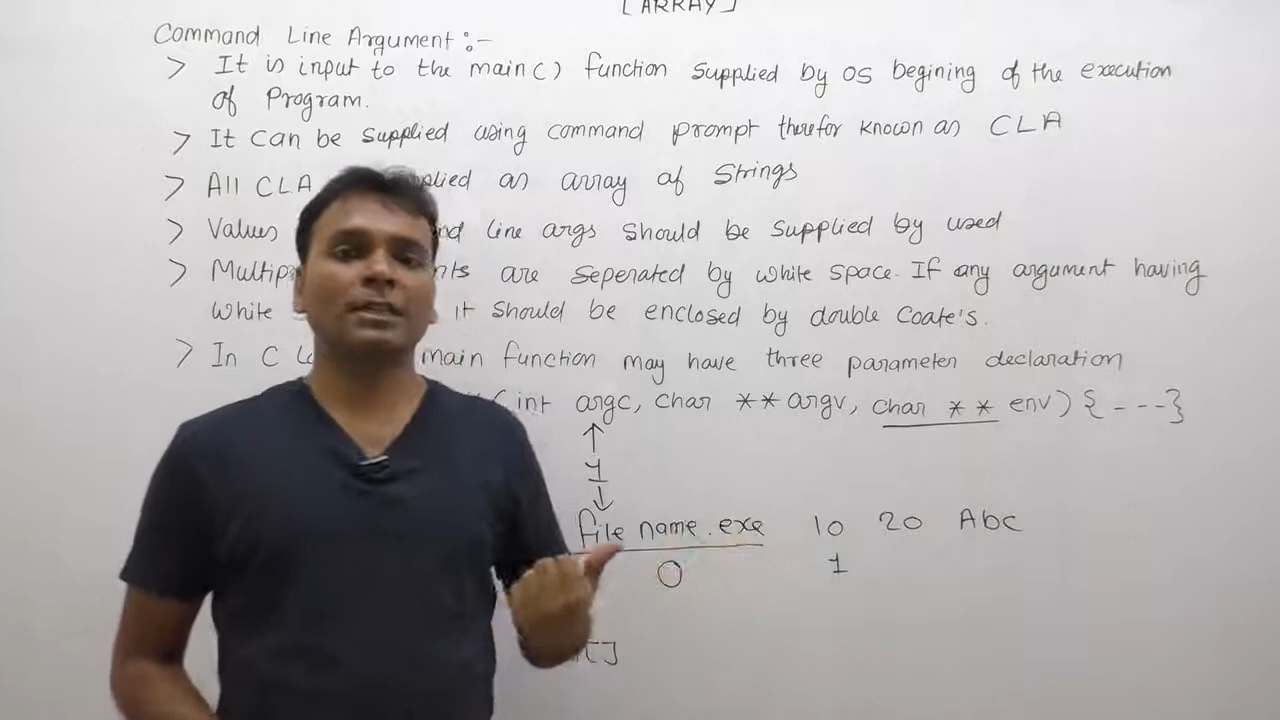 [ARRAY]
Command Line Argument :-
> It is input to the main() function supplied by OS begining of the execution
of Program.
> It can be supplied using command prompt therefor known as CLA
> All CLA plied as array of Strings
> Values nd line args should be supplied by used
> Multip nts are seperated by white space. If any argument having
white it should be enclosed by double Coate's.
> In C main function may have three parameter declaration
(int argc, char **argv, char ** env) {----}
file name.exe 10 20 Abc
0 1
[]